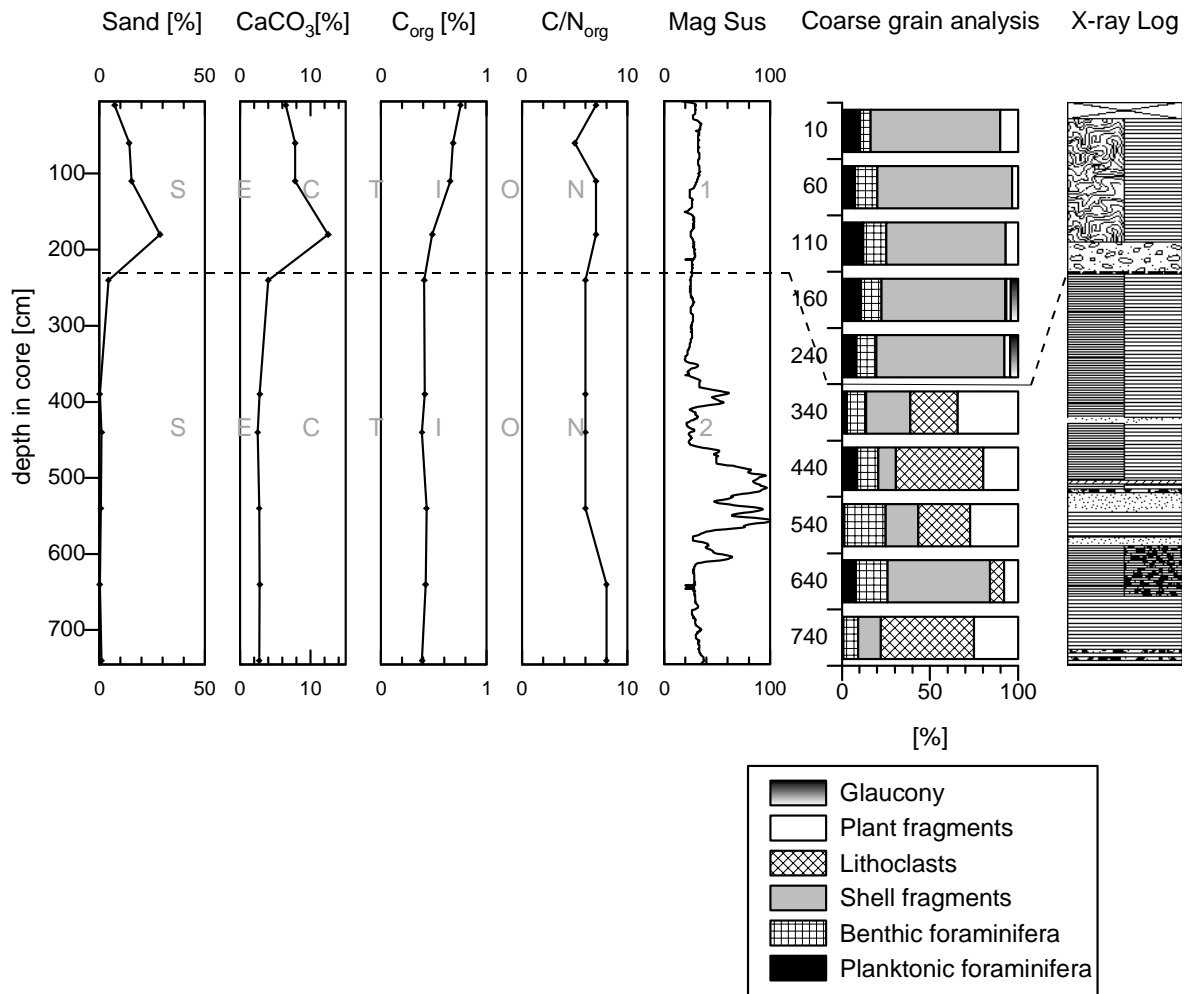 Sand [%] CaCO3[%] Corg [%] C/Norg Mag Sus Coarse grain analysis X-ray Log
0 50 0 10 0 1 0 10 0 100
10
60
100
S E C T I O N 1
110
200
160
depth in core [cm]
300
240
400
340
S E C T I O N 2
440
500
540
600
640
700
740
0 50 0 10 0 1 0 10 0 100 0 50 100
[%]
Glaucony
Plant fragments
Lithoclasts
Shell fragments
Benthic foraminifera
Planktonic foraminifera